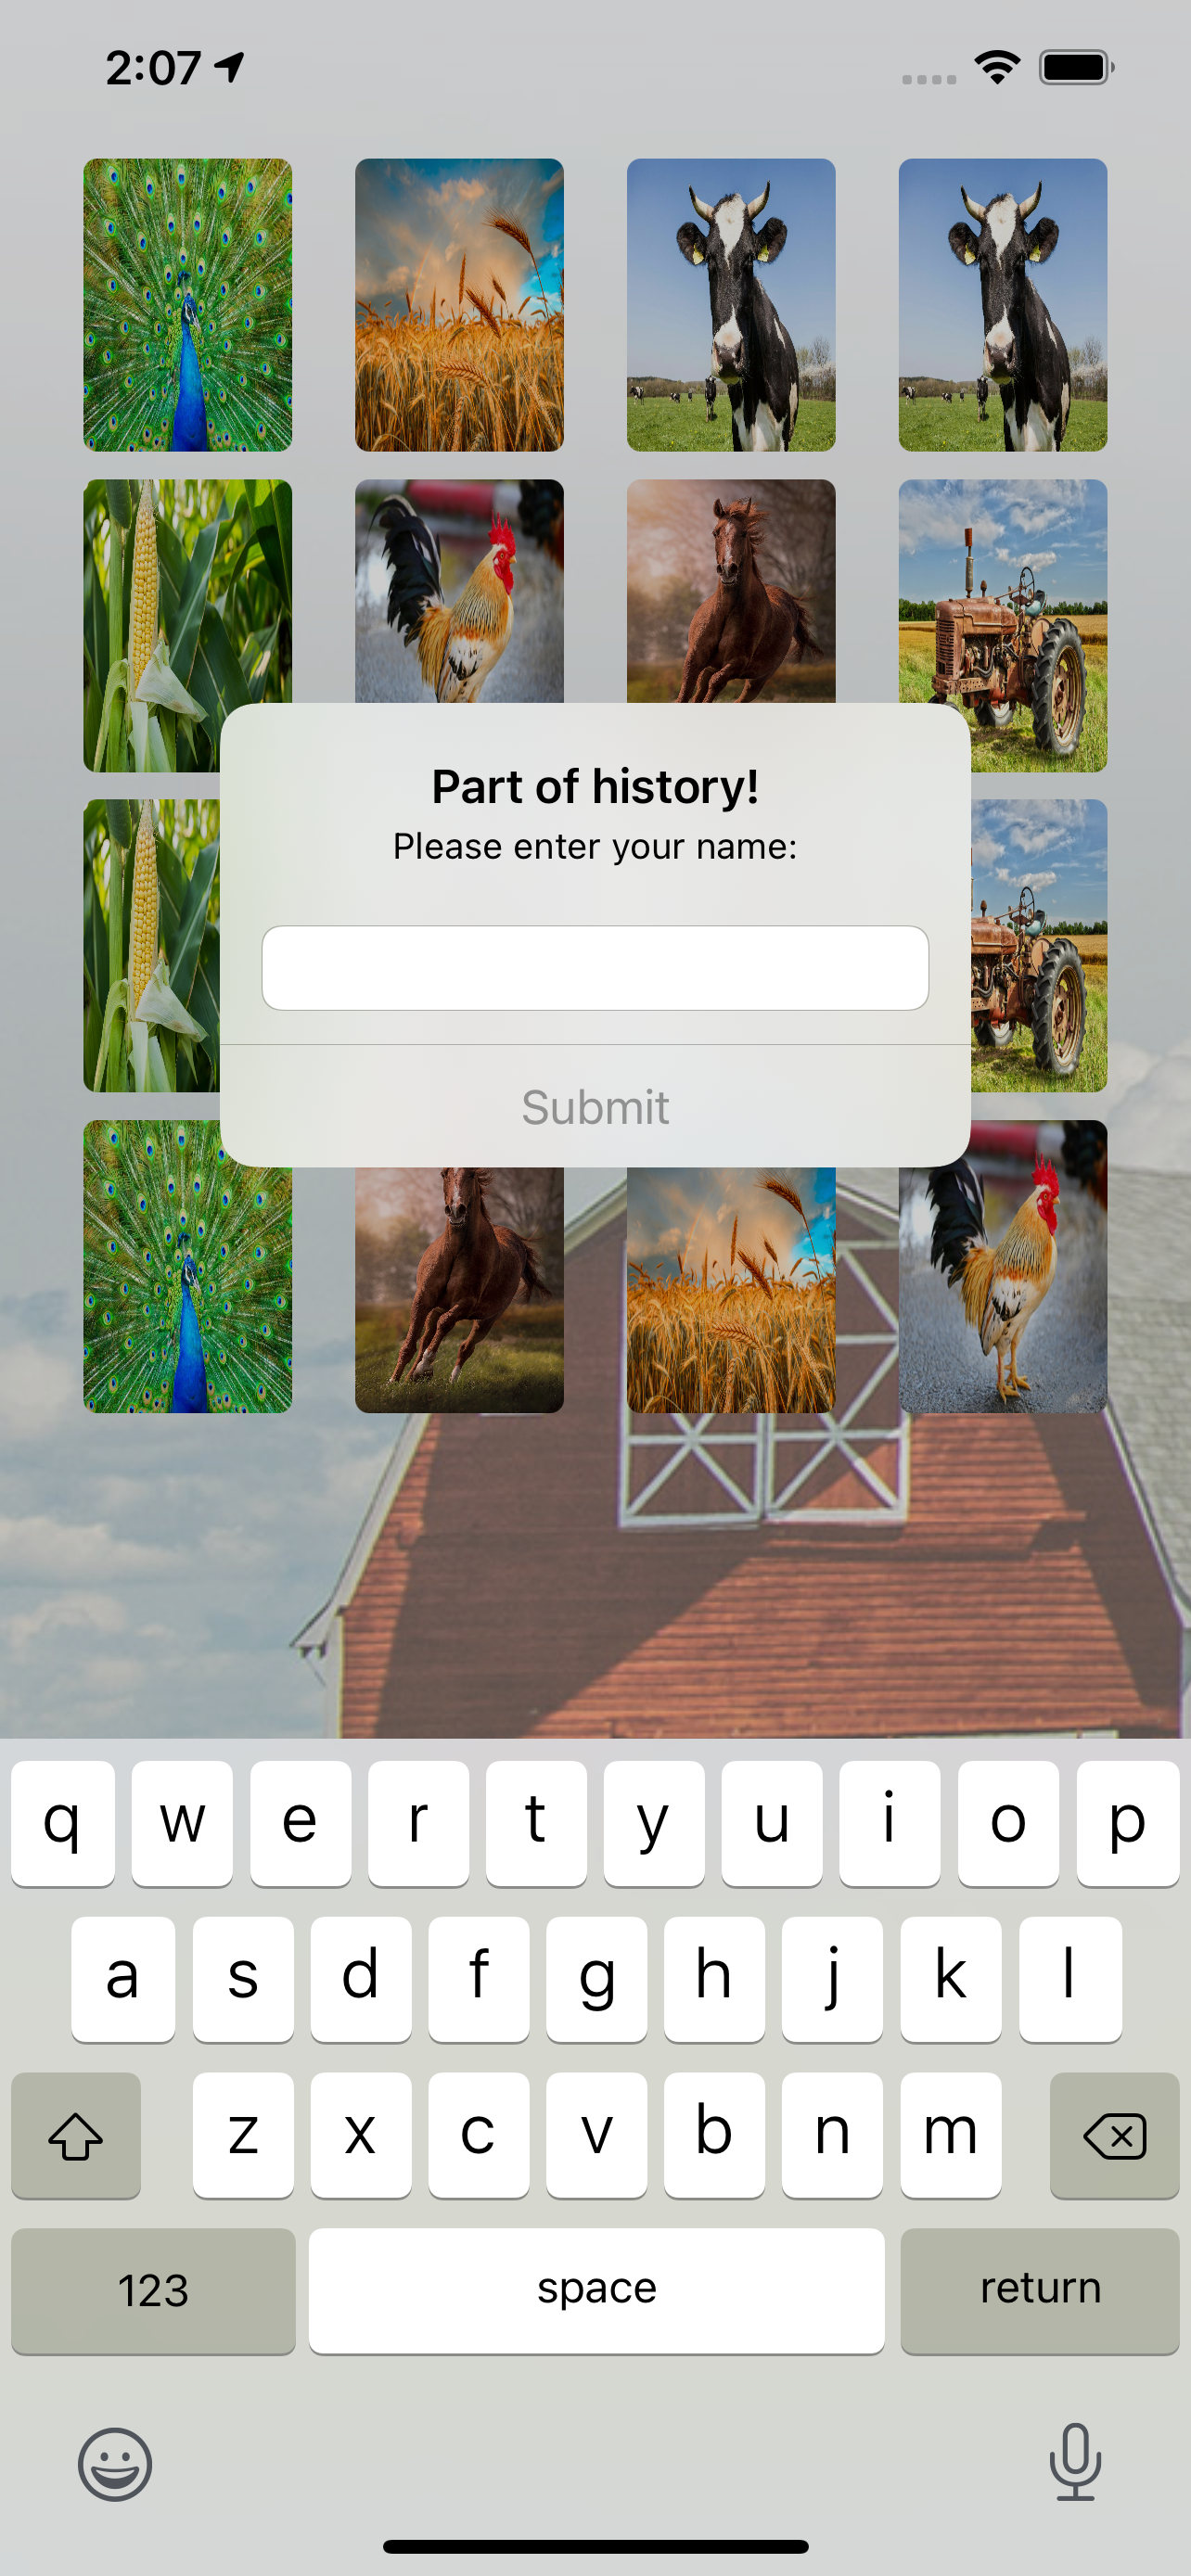 2:07
Part of history!
Please enter your name:
Submit
q w e r t y u i o p
a s d f g h j k l
z x c v b n m
123 space return